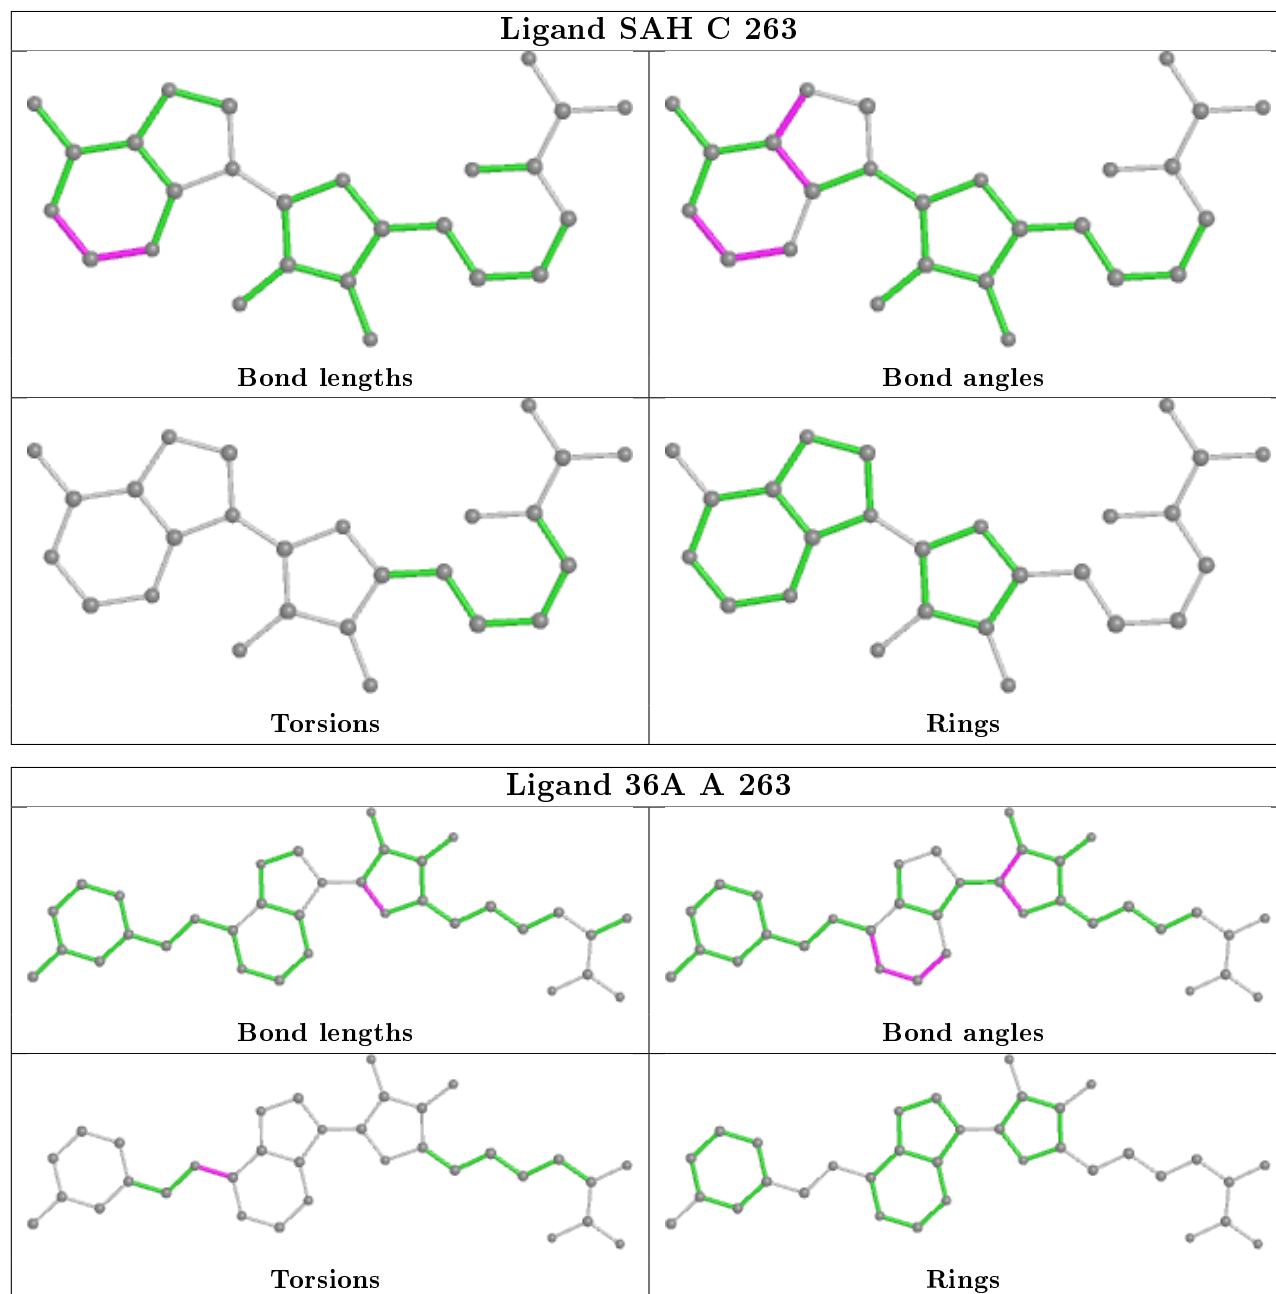 Ligand SAH C 263
Bond lengths
Bond angles
Torsions
Rings
Ligand 36A A 263
Bond lengths
Bond angles
Torsions
Rings